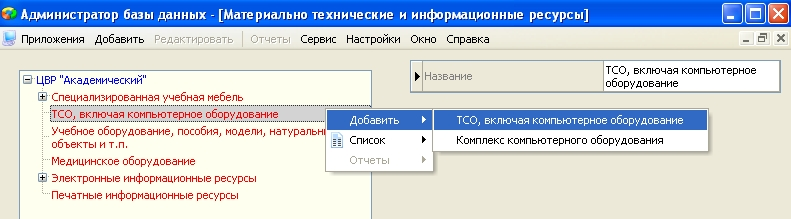 Администратор базы данных - [Материально технические и информационные ресурсы]
Приложения Добавить Редактировать Отчеты Сервис Настройки Окно Справка
ЦВР "Академический"
Специализированная учебная мебель
ТСО, включая компьютерное оборудование
Учебное оборудование, пособия, модели, натуральн
объекты и т.п.
Медицинское оборудование
Электронные информационные ресурсы
Печатные информационные ресурсы
Название
ТСО, включая компьютерное
оборудование
Добавить
Список
Отчеты
ТСО, включая компьютерное оборудование
Комплекс компьютерного оборудования